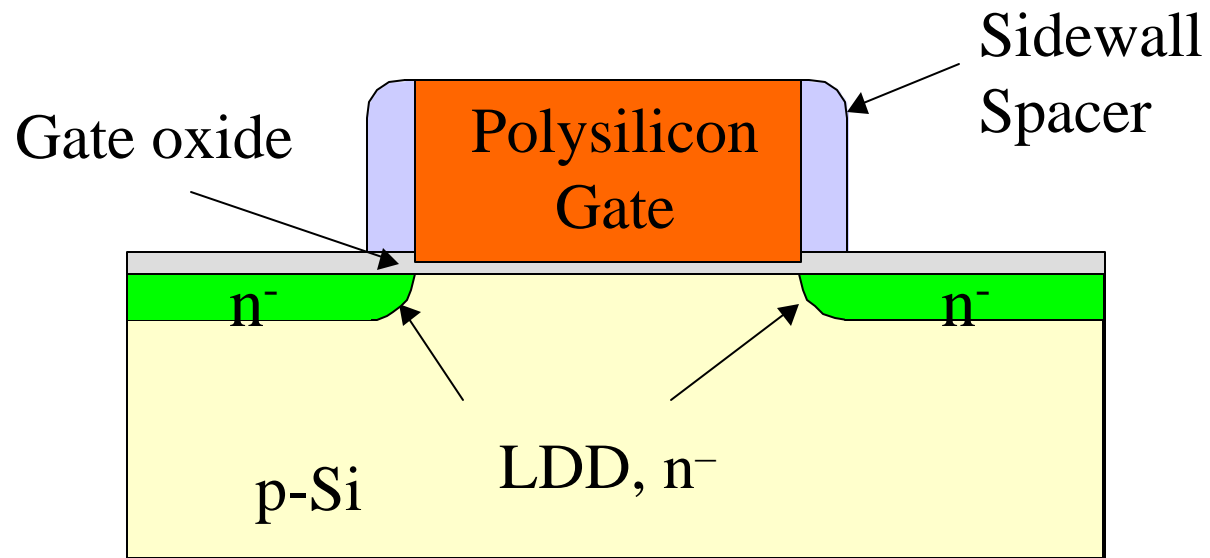 Sidewall
Spacer
Gate oxide
Polysilicon
Gate
n-
n-
LDD, n–
p-Si